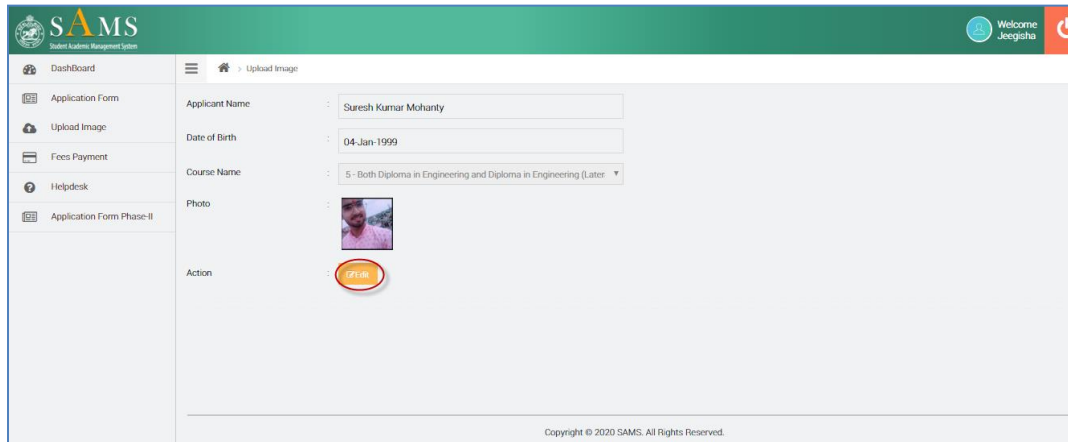 SAMS
Student Academic Management System
Welcome
Jeegisha
DashBoard
Application Form
Upload Image
Fees Payment
Helpdesk
Application Form Phase-II
> Upload Image
Applicant Name : Suresh Kumar Mohanty
Date of Birth : 04-Jan-1999
Course Name : 5 - Both Diploma in Engineering and Diploma in Engineering (Later
Photo :
Action : Edit
Copyright © 2020 SAMS. All Rights Reserved.